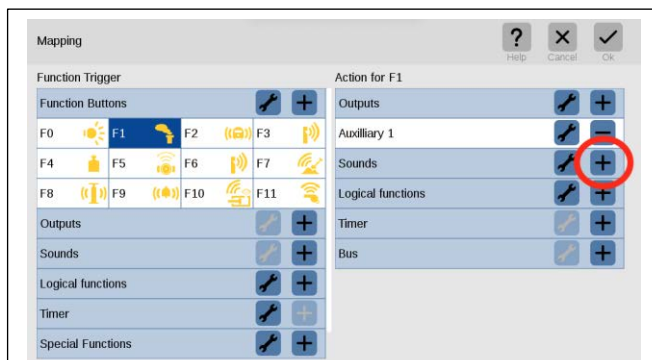 Mapping
? Help Cancel Ok
Function Trigger
Function Buttons
F0 F1 F2 F3
F4 F5 F6 F7
F8 F9 F10 F11
Outputs
Sounds
Logical functions
Timer
Special Functions
Action for F1
Outputs
Auxilliary 1
Sounds
Logical functions
Timer
Bus